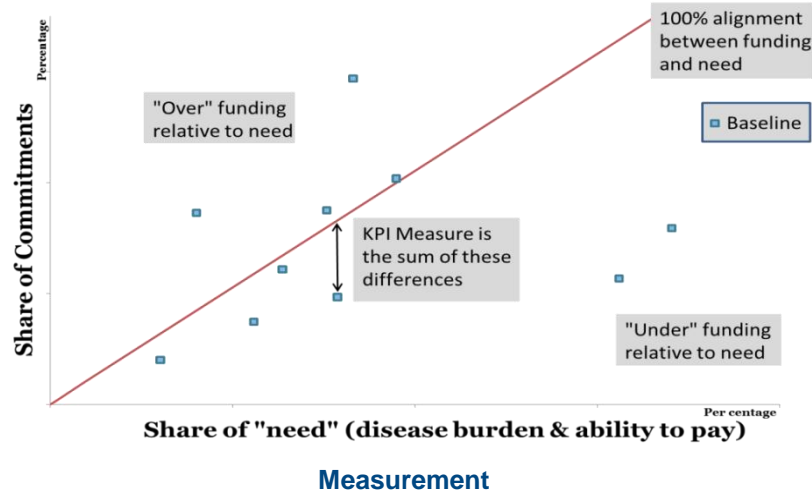 Percentage
100% alignment
between funding
and need
"Over" funding
relative to need
Baseline
Share of Commitments
KPI Measure is
the sum of these
differences
"Under" funding
relative to need
Per centage
Share of "need" (disease burden & ability to pay)
Measurement